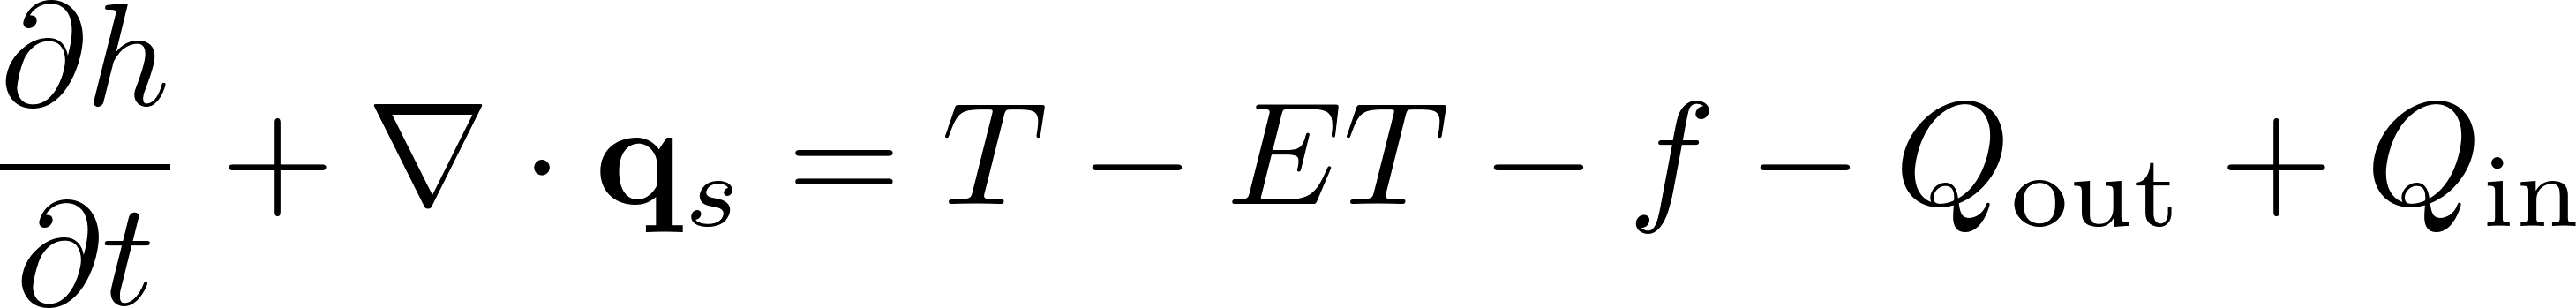 ∂h/∂t + ∇ · q_s = T − ET − f − Q_out + Q_in